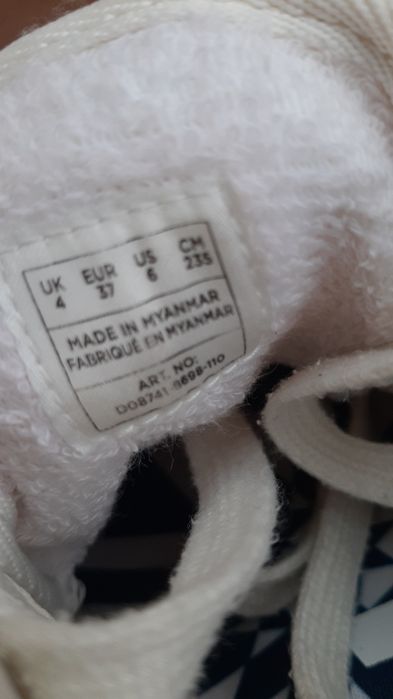 UK EUR US CM
4 37 6 235
MADE IN MYANMAR
FABRIQUÉ EN MYANMAR
ART. NO:
DO8741-8698-110